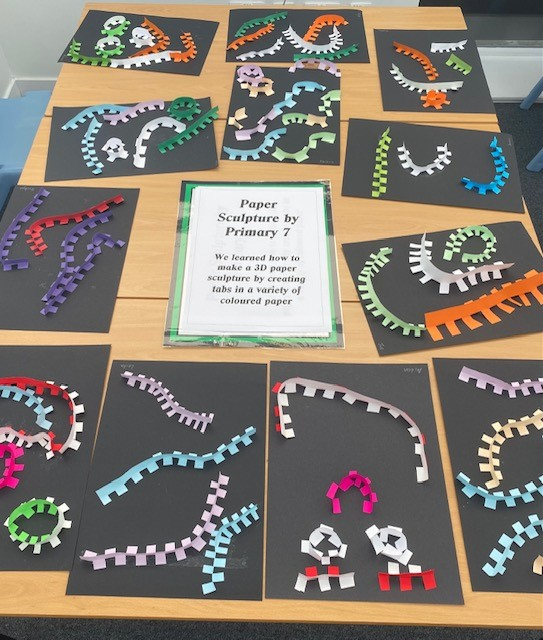 Paper
Sculpture by
Primary 7
We learned how to
make a 3D paper
sculpture by creating
tabs in a variety of
coloured paper